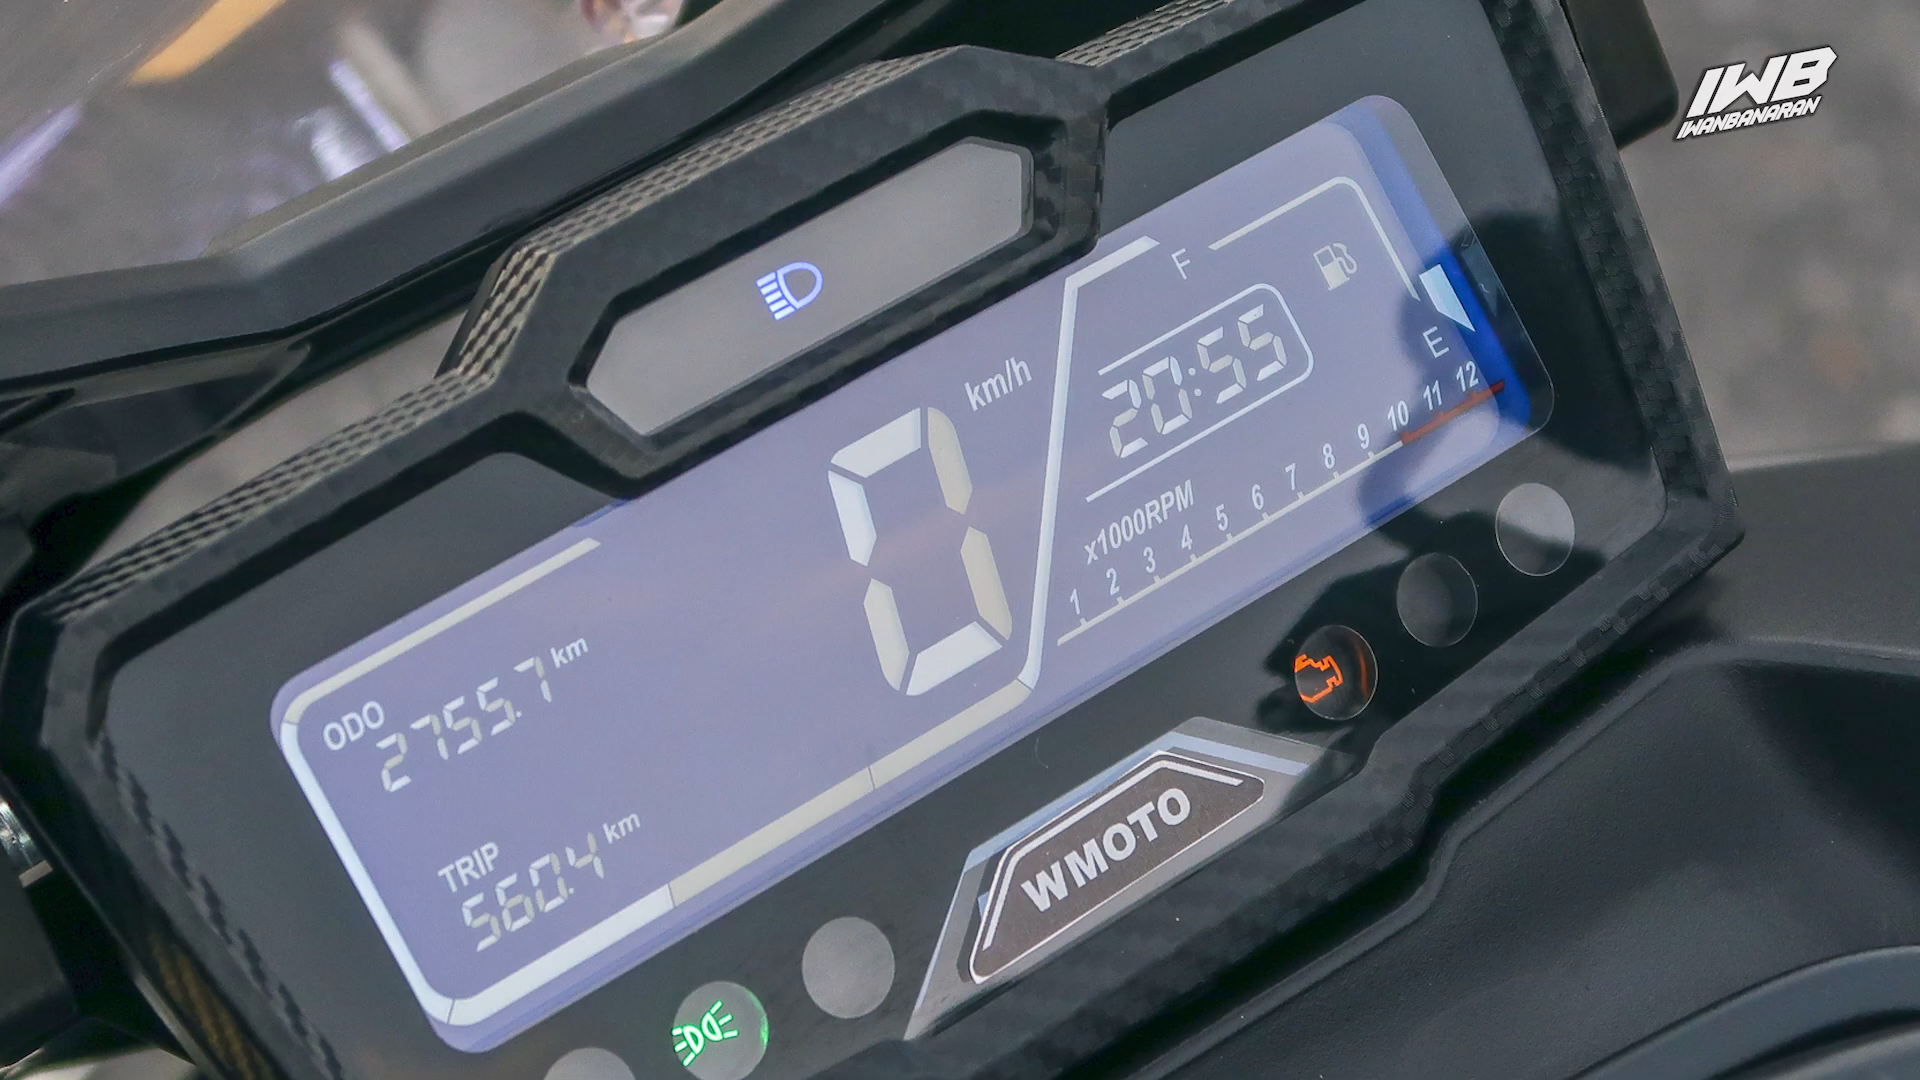 IWB
IWANBANARAN
km/h
0
F
20:55
E
x1000RPM
1 2 3 4 5 6 7 8 9 10 11 12
ODO
2755.7 km
TRIP
560.4 km
WMOTO